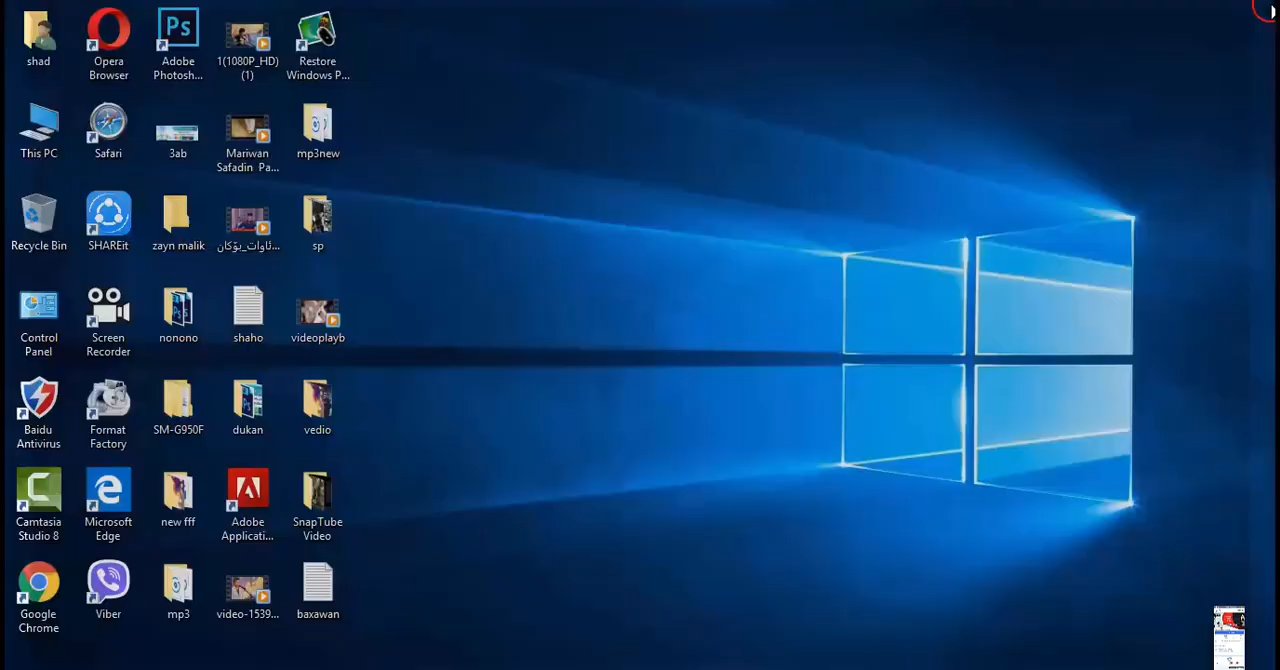 shad
Opera
Browser
Adobe
Photosh...
1(1080P_HD)
(1)
Restore
Windows P...
This PC
Safari
3ab
Mariwan
Safadin Pa...
mp3new
Recycle Bin
SHAREit
zayn malik
ئاوات_بۆکان...
sp
Control
Panel
Screen
Recorder
nonono
shaho
videoplayb
Baidu
Antivirus
Format
Factory
SM-G950F
dukan
vedio
Camtasia
Studio 8
Microsoft
Edge
new fff
Adobe
Applicati...
SnapTube
Video
Google
Chrome
Viber
mp3
video-1539...
baxawan